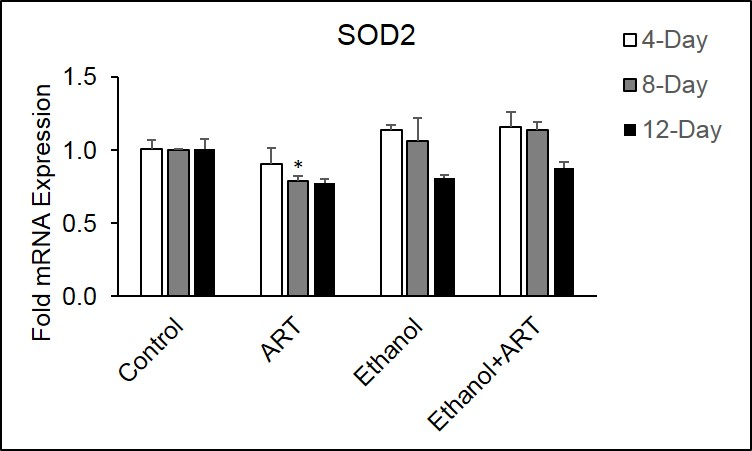 SOD2
4-Day
8-Day
12-Day
Fold mRNA Expression
1.5
1.0
0.5
0.0
*
Control
ART
Ethanol
Ethanol+ART